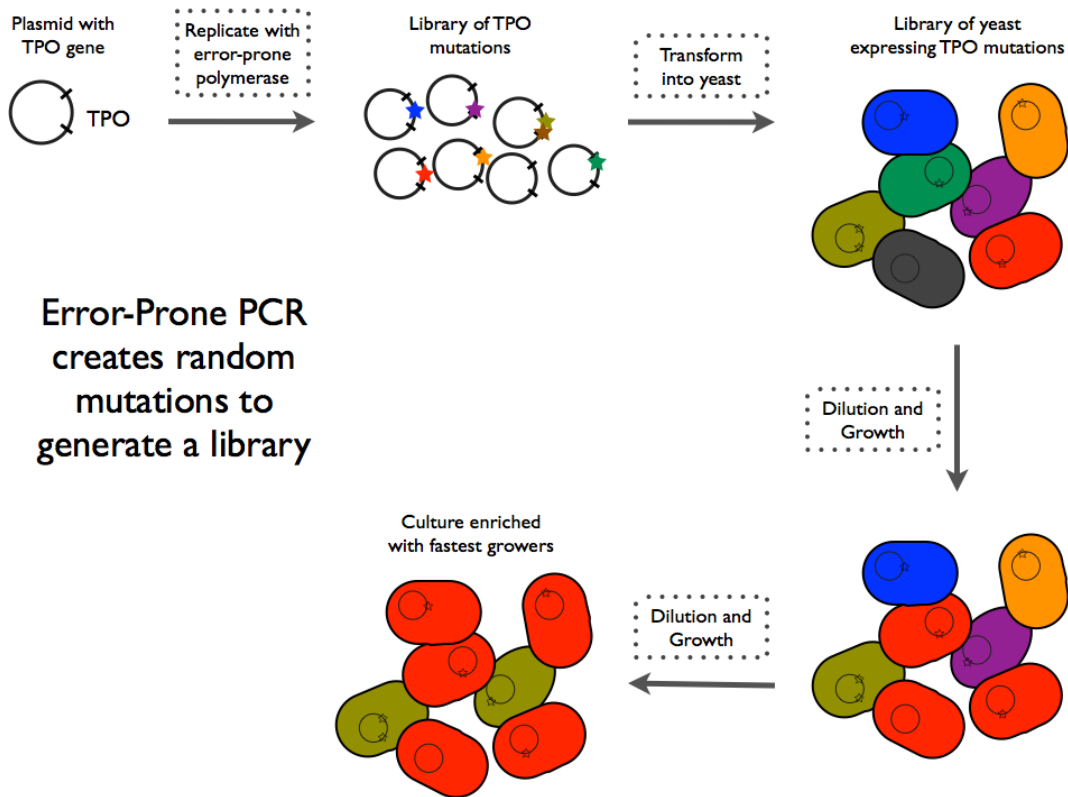 Plasmid with
TPO gene
TPO
Replicate with
error-prone
polymerase
Library of TPO
mutations
Transform
into yeast
Library of yeast
expressing TPO mutations
Error-Prone PCR
creates random
mutations to
generate a library
Dilution and
Growth
Culture enriched
with fastest growers
Dilution and
Growth